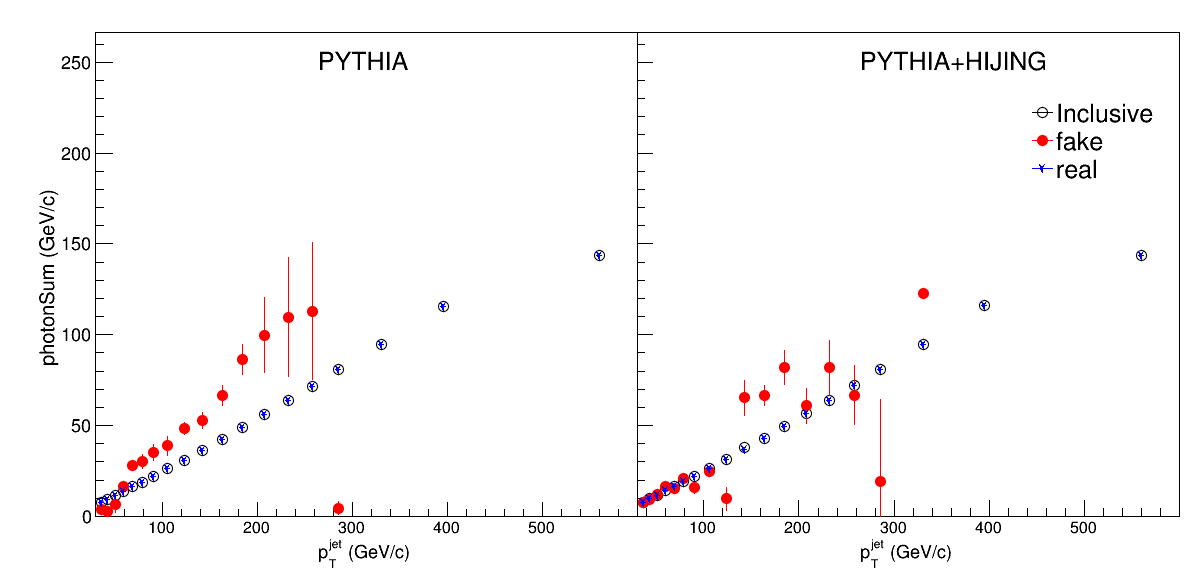 PYTHIA
PYTHIA+HIJING
Inclusive
fake
real
photonSum (GeV/c)
250
200
150
100
50
0
100
200
300
400
500
p_T^jet (GeV/c)
100
200
300
400
500
p_T^jet (GeV/c)